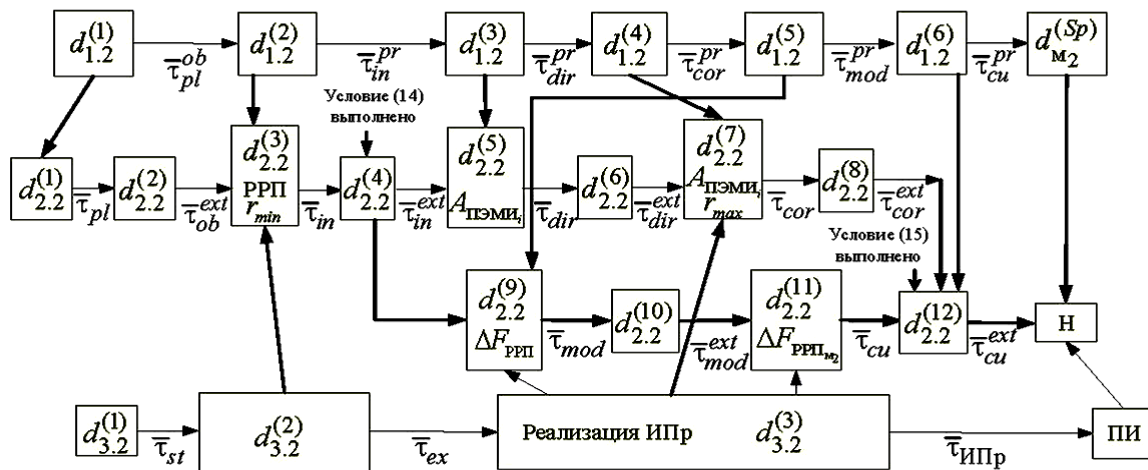 d_{1.2}^{(1)} τ̅_{pl}^{ob} d_{1.2}^{(2)} τ̅_{in}^{pr} d_{1.2}^{(3)} τ̅_{dir}^{pr} d_{1.2}^{(4)} τ̅_{cor}^{pr} d_{1.2}^{(5)} τ̅_{mod}^{pr} d_{1.2}^{(6)} τ̅_{cu}^{pr} d_{м_2}^{(Sp)}
Условие (14)
выполнено
d_{2.2}^{(1)} τ̅_{pl} d_{2.2}^{(2)} τ̅_{ob}^{ext} d_{2.2}^{(3)}
РРП
r_{min}
τ̅_{in} d_{2.2}^{(4)} τ̅_{in}^{ext} d_{2.2}^{(5)}
A_{ПЭМИ_i}
τ̅_{dir} d_{2.2}^{(6)} τ̅_{dir}^{ext} d_{2.2}^{(7)}
A_{ПЭМИ_i}
r_{max}
τ̅_{cor} d_{2.2}^{(8)} τ̅_{cor}^{ext}
Условие (15)
выполнено
d_{2.2}^{(9)}
ΔF_{РРП}
τ̅_{mod} d_{2.2}^{(10)} τ̅_{mod}^{ext} d_{2.2}^{(11)}
ΔF_{РРП_{м_2}}
τ̅_{cu} d_{2.2}^{(12)} τ̅_{cu}^{ext} Н
d_{3.2}^{(1)} τ̅_{st} d_{3.2}^{(2)} τ̅_{ex} Реализация ИПр d_{3.2}^{(3)} τ̅_{ИПр} ПИ